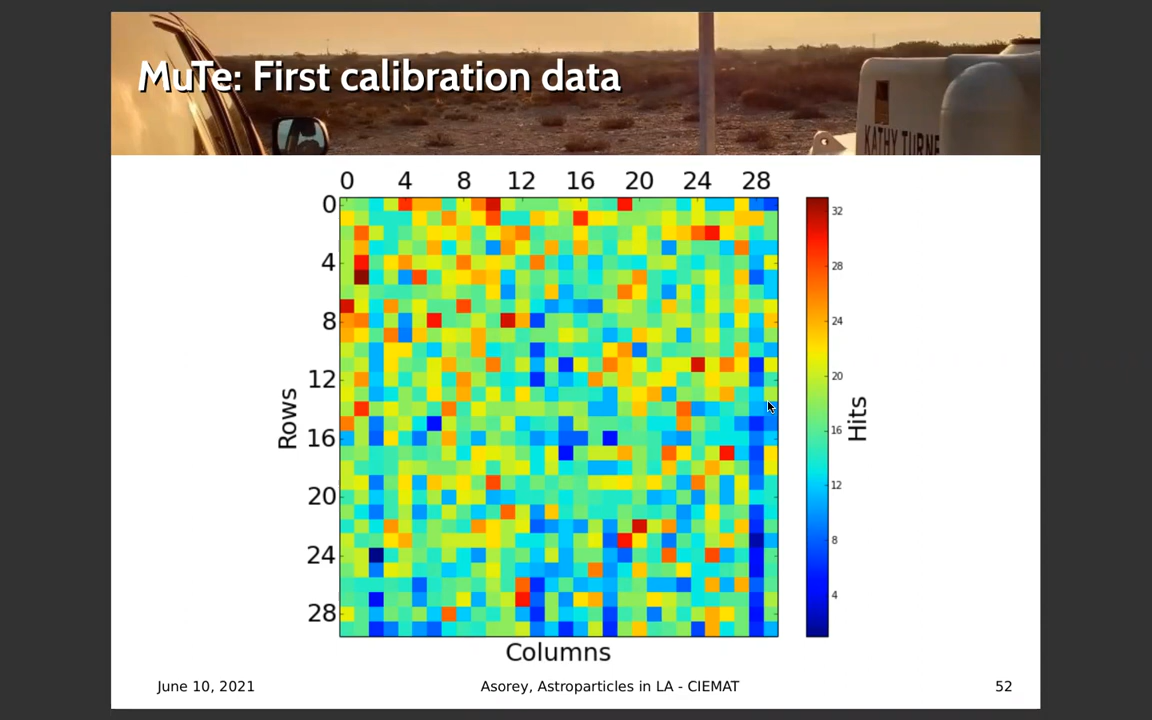 MuTe: First calibration data
KATHY TURNE
0 4 8 12 16 20 24 28
0
4
8
12
16
20
24
28
Rows
Columns
32
28
24
20
16
12
8
4
Hits
June 10, 2021 Asorey, Astroparticles in LA - CIEMAT 52